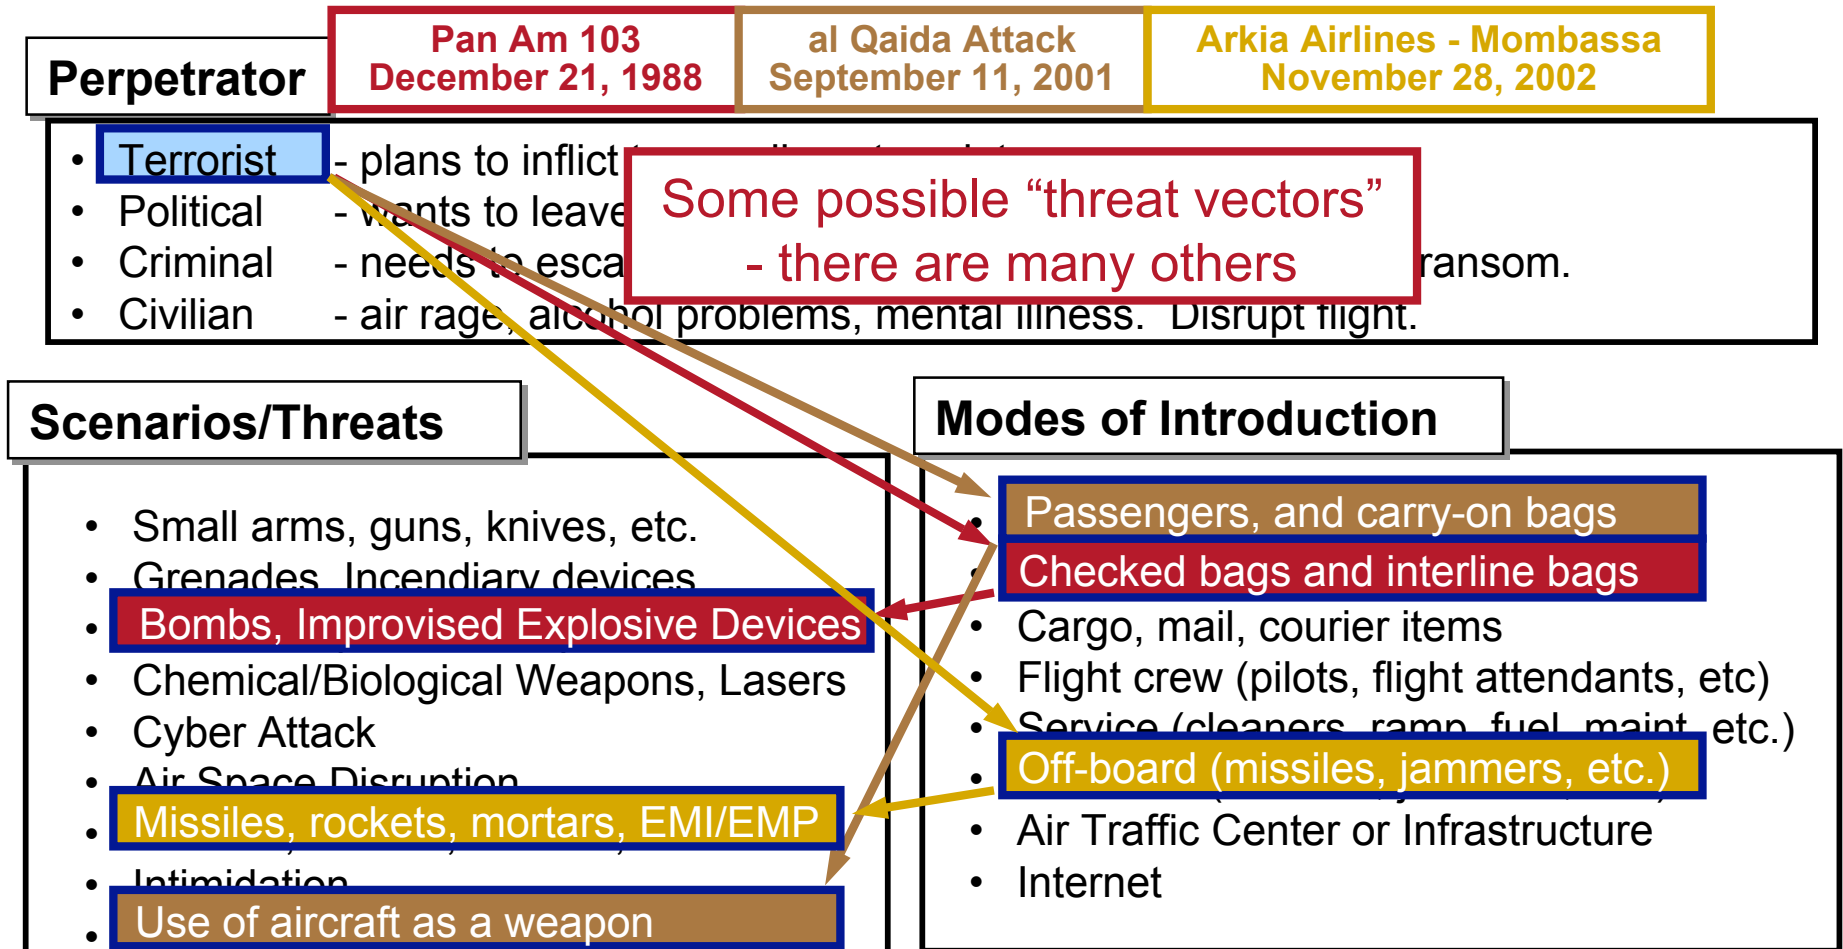 Pan Am 103
December 21, 1988
al Qaida Attack
September 11, 2001
Arkia Airlines - Mombassa
November 28, 2002
Perpetrator
• Terrorist - plans to inflict
• Political - wants to leave
• Criminal - needs to esca ransom.
• Civilian - air rage, alcohol problems, mental illness. Disrupt flight.
Some possible “threat vectors”
- there are many others
Scenarios/Threats
• Small arms, guns, knives, etc.
• Grenades, Incendiary devices
• Bombs, Improvised Explosive Devices
• Chemical/Biological Weapons, Lasers
• Cyber Attack
• Air Space Disruption
• Missiles, rockets, mortars, EMI/EMP
• Intimidation
• Use of aircraft as a weapon
Modes of Introduction
• Passengers, and carry-on bags
• Checked bags and interline bags
• Cargo, mail, courier items
• Flight crew (pilots, flight attendants, etc)
• Service (cleaners, ramp, fuel, maint, etc.)
• Off-board (missiles, jammers, etc.)
• Air Traffic Center or Infrastructure
• Internet